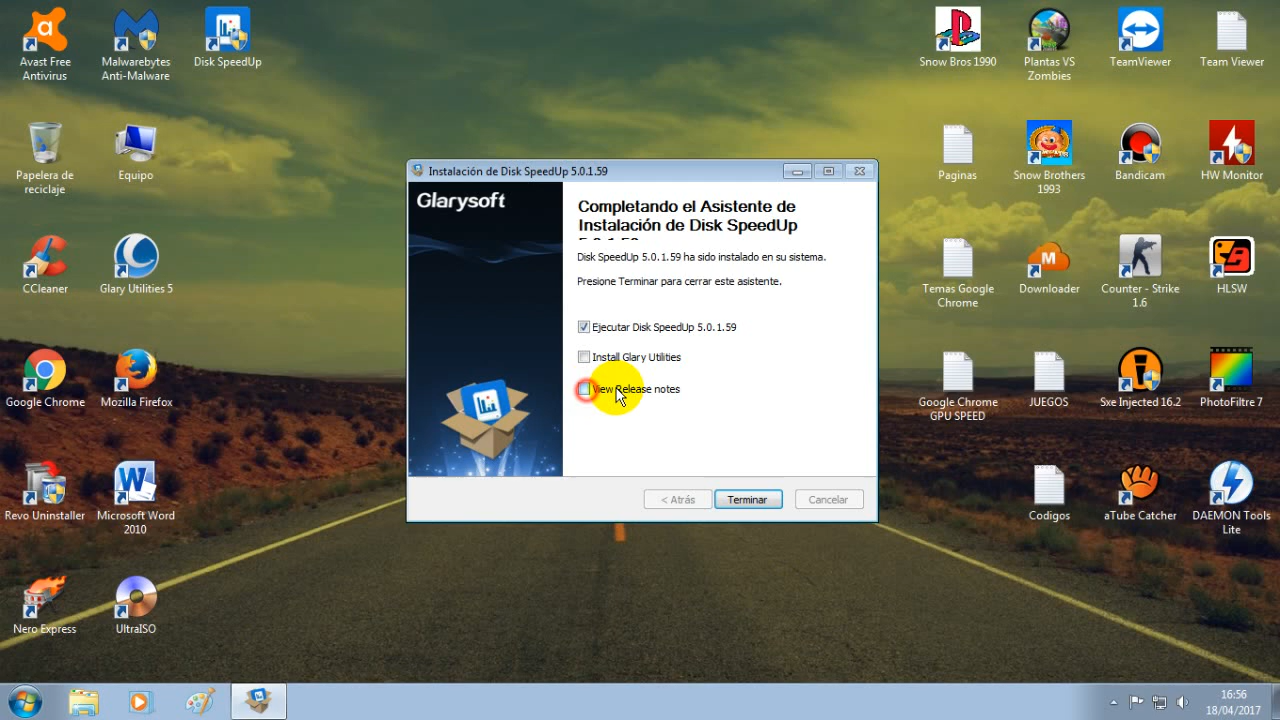 Avast Free
Antivirus
Malwarebytes
Anti-Malware
Disk SpeedUp
Snow Bros 1990
Plantas VS
Zombies
TeamViewer
Team Viewer
Papelera de
reciclaje
Equipo
Paginas
Snow Brothers
1993
Bandicam
HW Monitor
CCleaner
Glary Utilities 5
Temas Google
Chrome
Downloader
Counter - Strike
1.6
HLSW
Google Chrome
Mozilla Firefox
Google Chrome
GPU SPEED
JUEGOS
Sxe Injected 16.2
PhotoFiltre 7
Revo Uninstaller
Microsoft Word
2010
Codigos
aTube Catcher
DAEMON Tools
Lite
Nero Express
UltraISO
Instalación de Disk SpeedUp 5.0.1.59
Glarysoft
Completando el Asistente de
Instalación de Disk SpeedUp
5.0.1.59
Disk SpeedUp 5.0.1.59 ha sido instalado en su sistema.
Presione Terminar para cerrar este asistente.
Ejecutar Disk SpeedUp 5.0.1.59
Install Glary Utilities
View Release notes
< Atrás
Terminar
Cancelar
16:56
18/04/2017